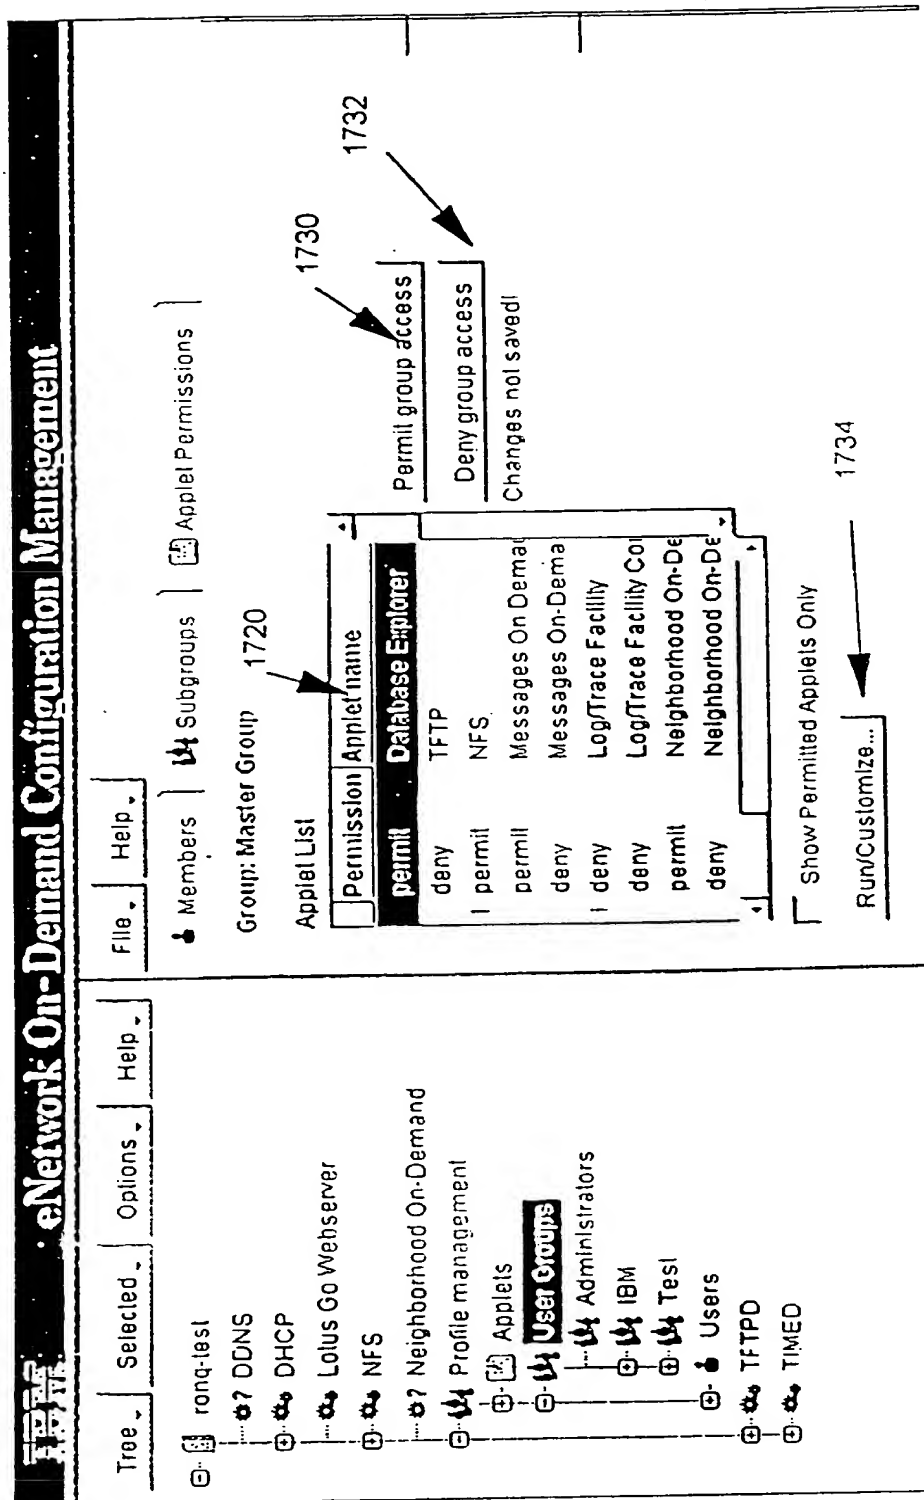 IBM eNetwork On-Demand Configuration Management
Tree Selected Options Help
ronq-test
? DDNS
DHCP
Lotus Go Webserver
NFS
? Neighborhood On-Demand
Profile management
Applets
User Groups
Administrators
IBM
Test
Users
TFTPD
TIMED
File Help
Members Subgroups Applet Permissions
Group: Master Group
1720
Applet List
Permission Applet name
permit Database Explorer
deny TFTP
permit NFS
permit Messages On Demai
deny Messages On-Dema
deny Log/Trace Facility
deny Log/Trace Facility Coi
permit Neighborhood On-De
deny Neighborhood On-De
Permit group access
1730
Deny group access
1732
Changes not saved!
Show Permitted Applets Only
Run/Customize...
1734